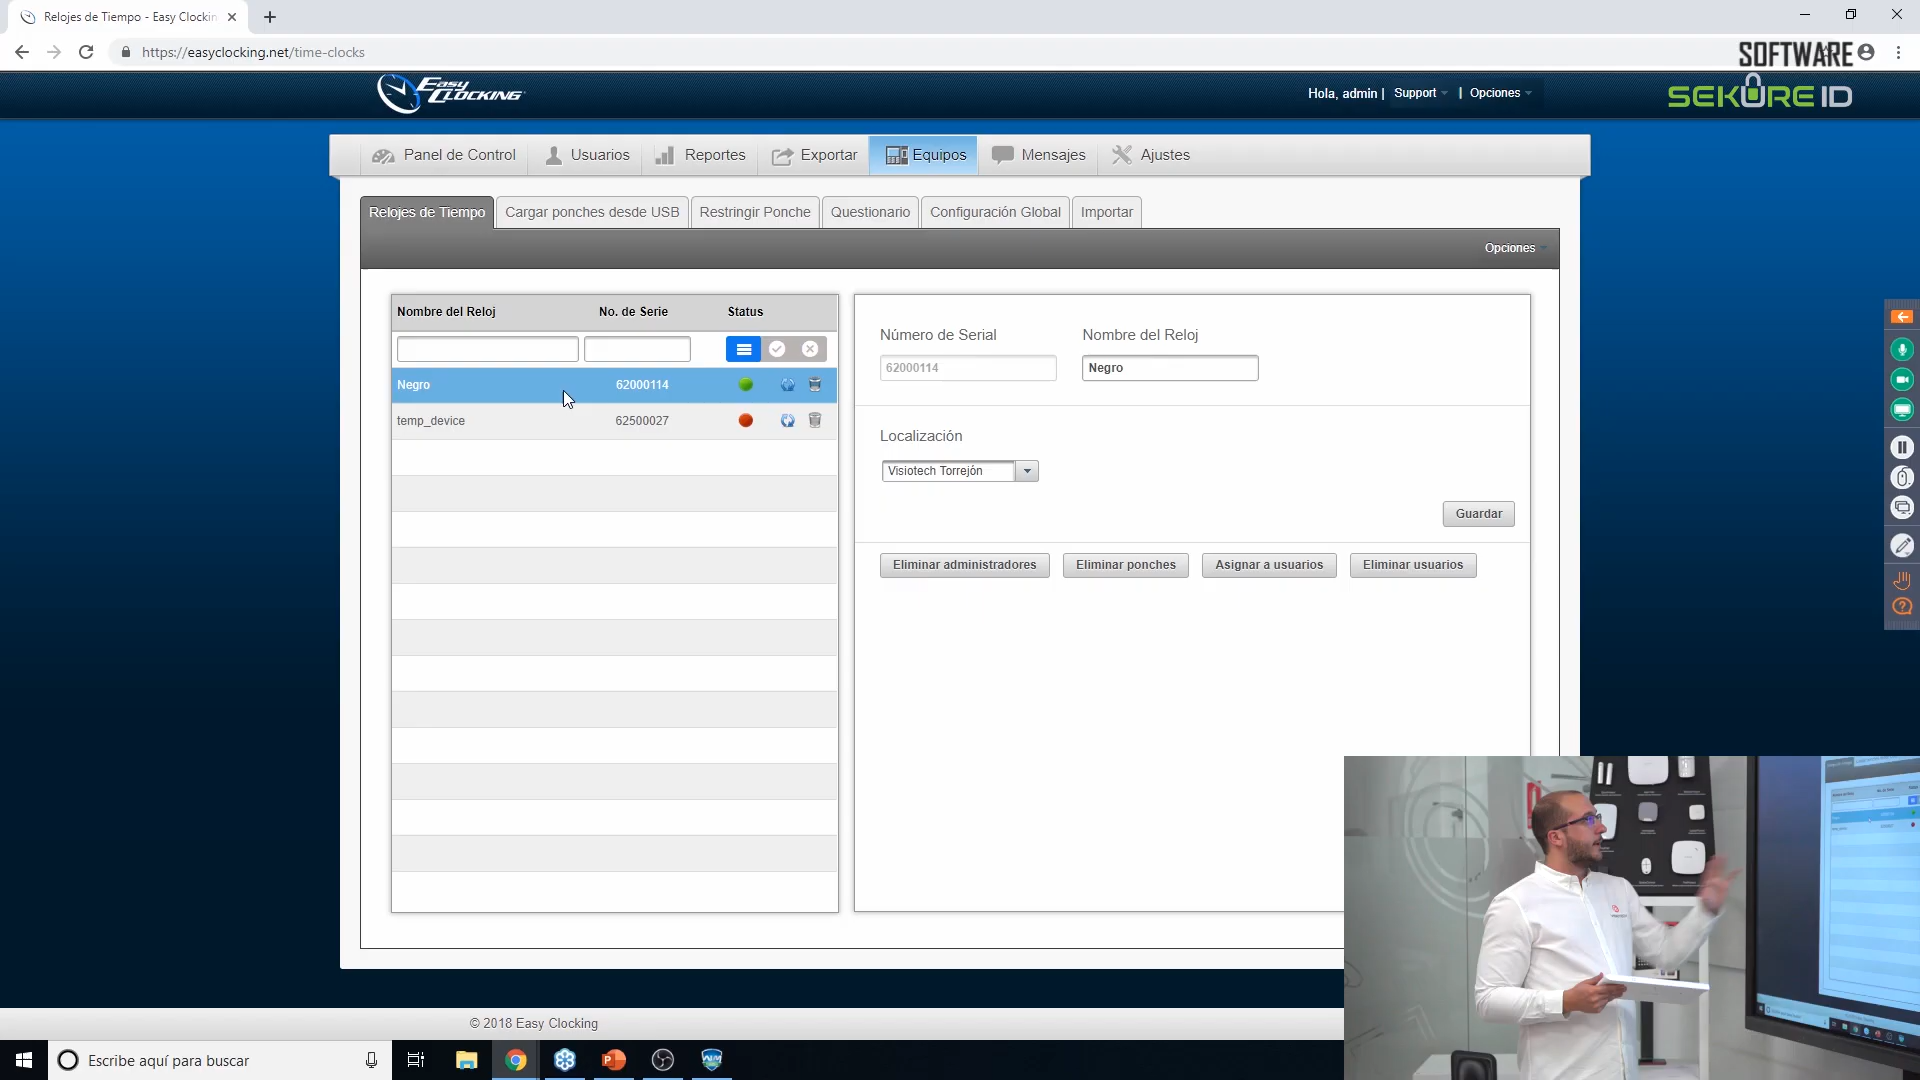 Relojes de Tiempo - Easy Clockin
https://easyclocking.net/time-clocks
SOFTWARE
SEKURE ID
Easy Clocking
Hola, admin | Support | Opciones
Panel de Control Usuarios Reportes Exportar Equipos Mensajes Ajustes
Relojes de Tiempo Cargar ponches desde USB Restringir Ponche Questionario Configuración Global Importar
Opciones
Nombre del Reloj No. de Serie Status
Negro 62000114
temp_device 62500027
Número de Serial Nombre del Reloj
62000114 Negro
Localización
Visiotech Torrejón
Guardar
Eliminar administradores Eliminar ponches Asignar a usuarios Eliminar usuarios
© 2018 Easy Clocking
Escribe aquí para buscar